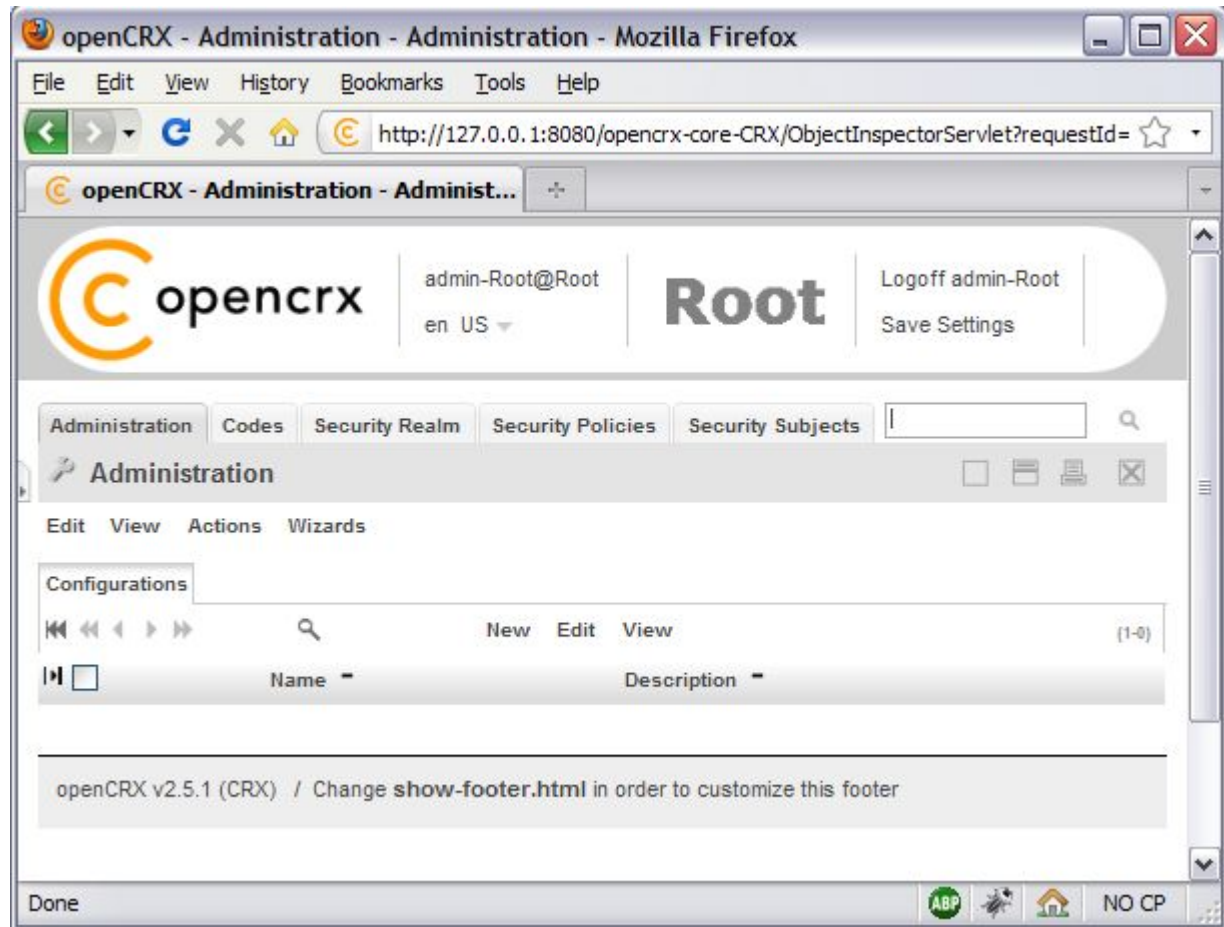 openCRX - Administration - Administration - Mozilla Firefox
File Edit View History Bookmarks Tools Help
http://127.0.0.1:8080/opencrx-core-CRX/ObjectInspectorServlet?requestId=
openCRX - Administration - Administ...
opencrx
admin-Root@Root
en US
Root
Logoff admin-Root
Save Settings
Administration Codes Security Realm Security Policies Security Subjects
Administration
Edit View Actions Wizards
Configurations
New Edit View (1-0)
Name Description
openCRX v2.5.1 (CRX) / Change show-footer.html in order to customize this footer
Done ABP NO CP